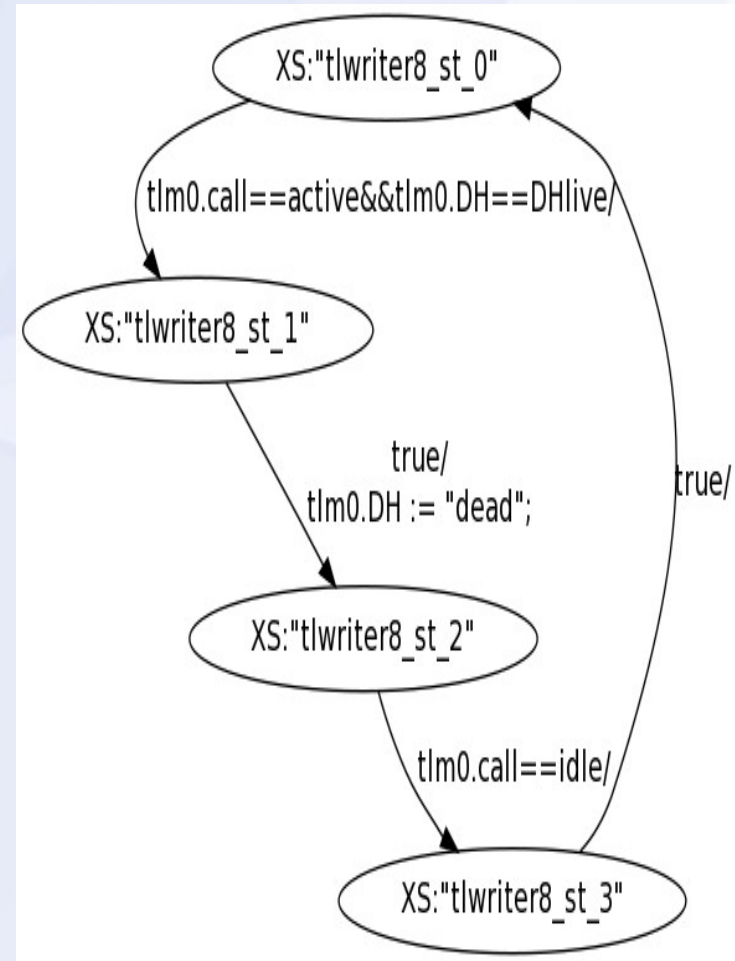 XS:"tlwriter8_st_0"
tlm0.call==active&&tlm0.DH==DHlive/
XS:"tlwriter8_st_1"
true/
tlm0.DH := "dead";
true/
XS:"tlwriter8_st_2"
tlm0.call==idle/
XS:"tlwriter8_st_3"